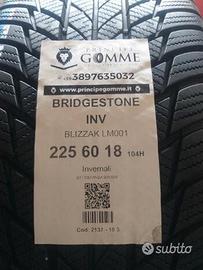 PRINCIPE
GOMME
3897635032
www.principegomme.it
BRIDGESTONE
INV
BLIZZAK LM001
225 60 18 104H
Invernali
subito